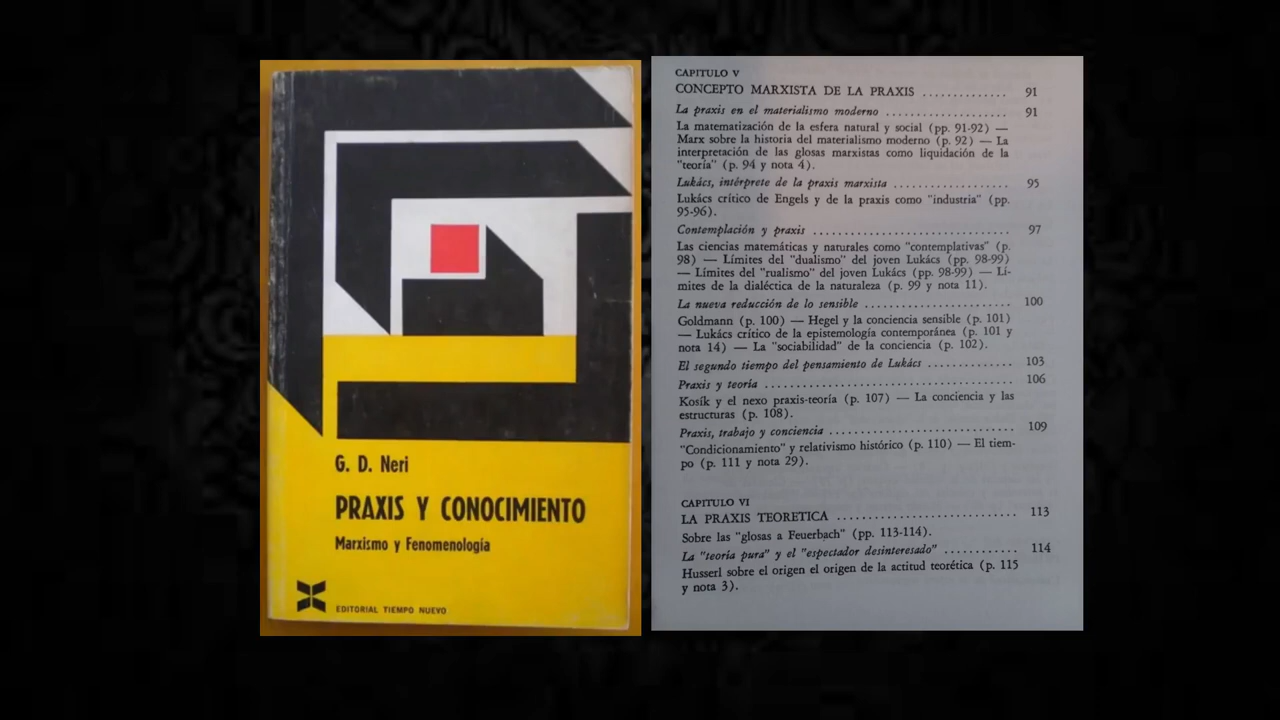 G. D. Neri
PRAXIS Y CONOCIMIENTO
Marxismo y Fenomenología
EDITORIAL TIEMPO NUEVO
CAPITULO V
CONCEPTO MARXISTA DE LA PRAXIS ............ 91
La praxis en el materialismo moderno ................. 91
La matematización de la esfera natural y social (pp. 91-92) —
Marx sobre la historia del materialismo moderno (p. 92) — La
interpretación de las glosas marxistas como liquidación de la
"teoría" (p. 94 y nota 4).
Lukács, intérprete de la praxis marxista ................ 95
Lukács crítico de Engels y de la praxis como "industria" (pp.
95-96).
Contemplación y praxis ............................. 97
Las ciencias matemáticas y naturales como "contemplativas" (p.
98) — Límites del "dualismo" del joven Lukács (pp. 98-99)
— Límites del "rualismo" del joven Lukács (pp. 98-99) — Lí-
mites de la dialéctica de la naturaleza (p. 99 y nota 11).
La nueva reducción de lo sensible ..................... 100
Goldmann (p. 100) — Hegel y la conciencia sensible (p. 101)
— Lukács crítico de la epistemología contemporánea (p. 101 y
nota 14) — La "sociabilidad" de la conciencia (p. 102).
El segundo tiempo del pensamiento de Lukács ............ 103
Praxis y teoría .................................... 106
Kosík y el nexo praxis-teoría (p. 107) — La conciencia y las
estructuras (p. 108).
Praxis, trabajo y conciencia .......................... 109
"Condicionamiento" y relativismo histórico (p. 110) — El tiem-
po (p. 111 y nota 29).
CAPITULO VI
LA PRAXIS TEORETICA ......................... 113
Sobre las "glosas a Feuerbach" (pp. 113-114).
La "teoría pura" y el "espectador desinteresado" ............ 114
Husserl sobre el origen el origen de la actitud teorética (p. 115
y nota 3).